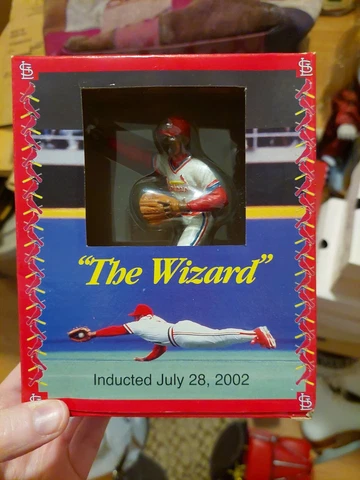 "The Wizard"
Inducted July 28, 2002